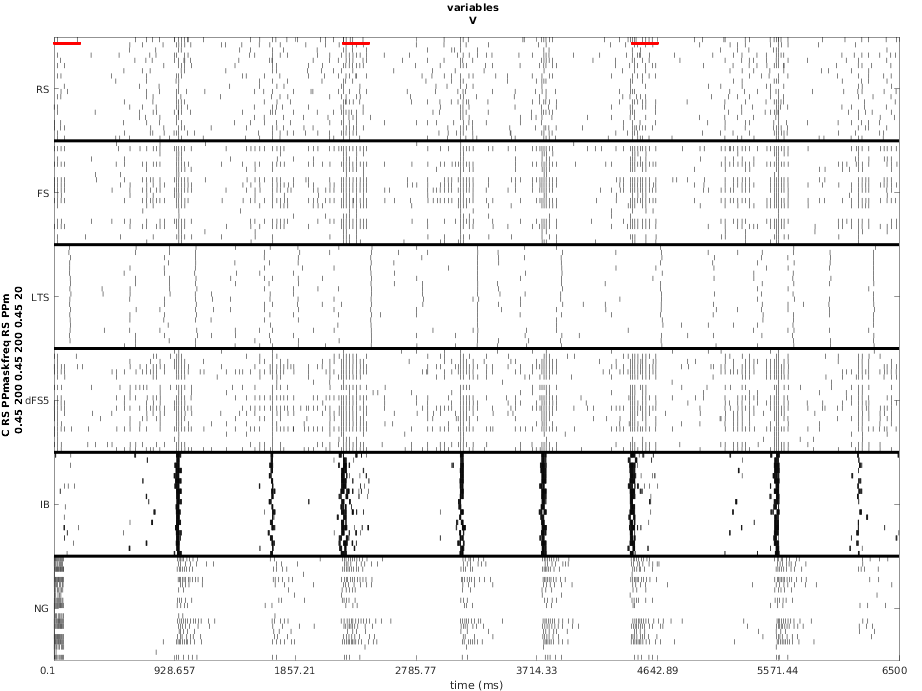 variables
V
RS
FS
LTS
dFS5
IB
NG
C RS PPmaskfreq RS PPm
0.45 200 0.45 200 0.45 20
0.1 928.657 1857.21 2785.77 3714.33 4642.89 5571.44 6500
time (ms)